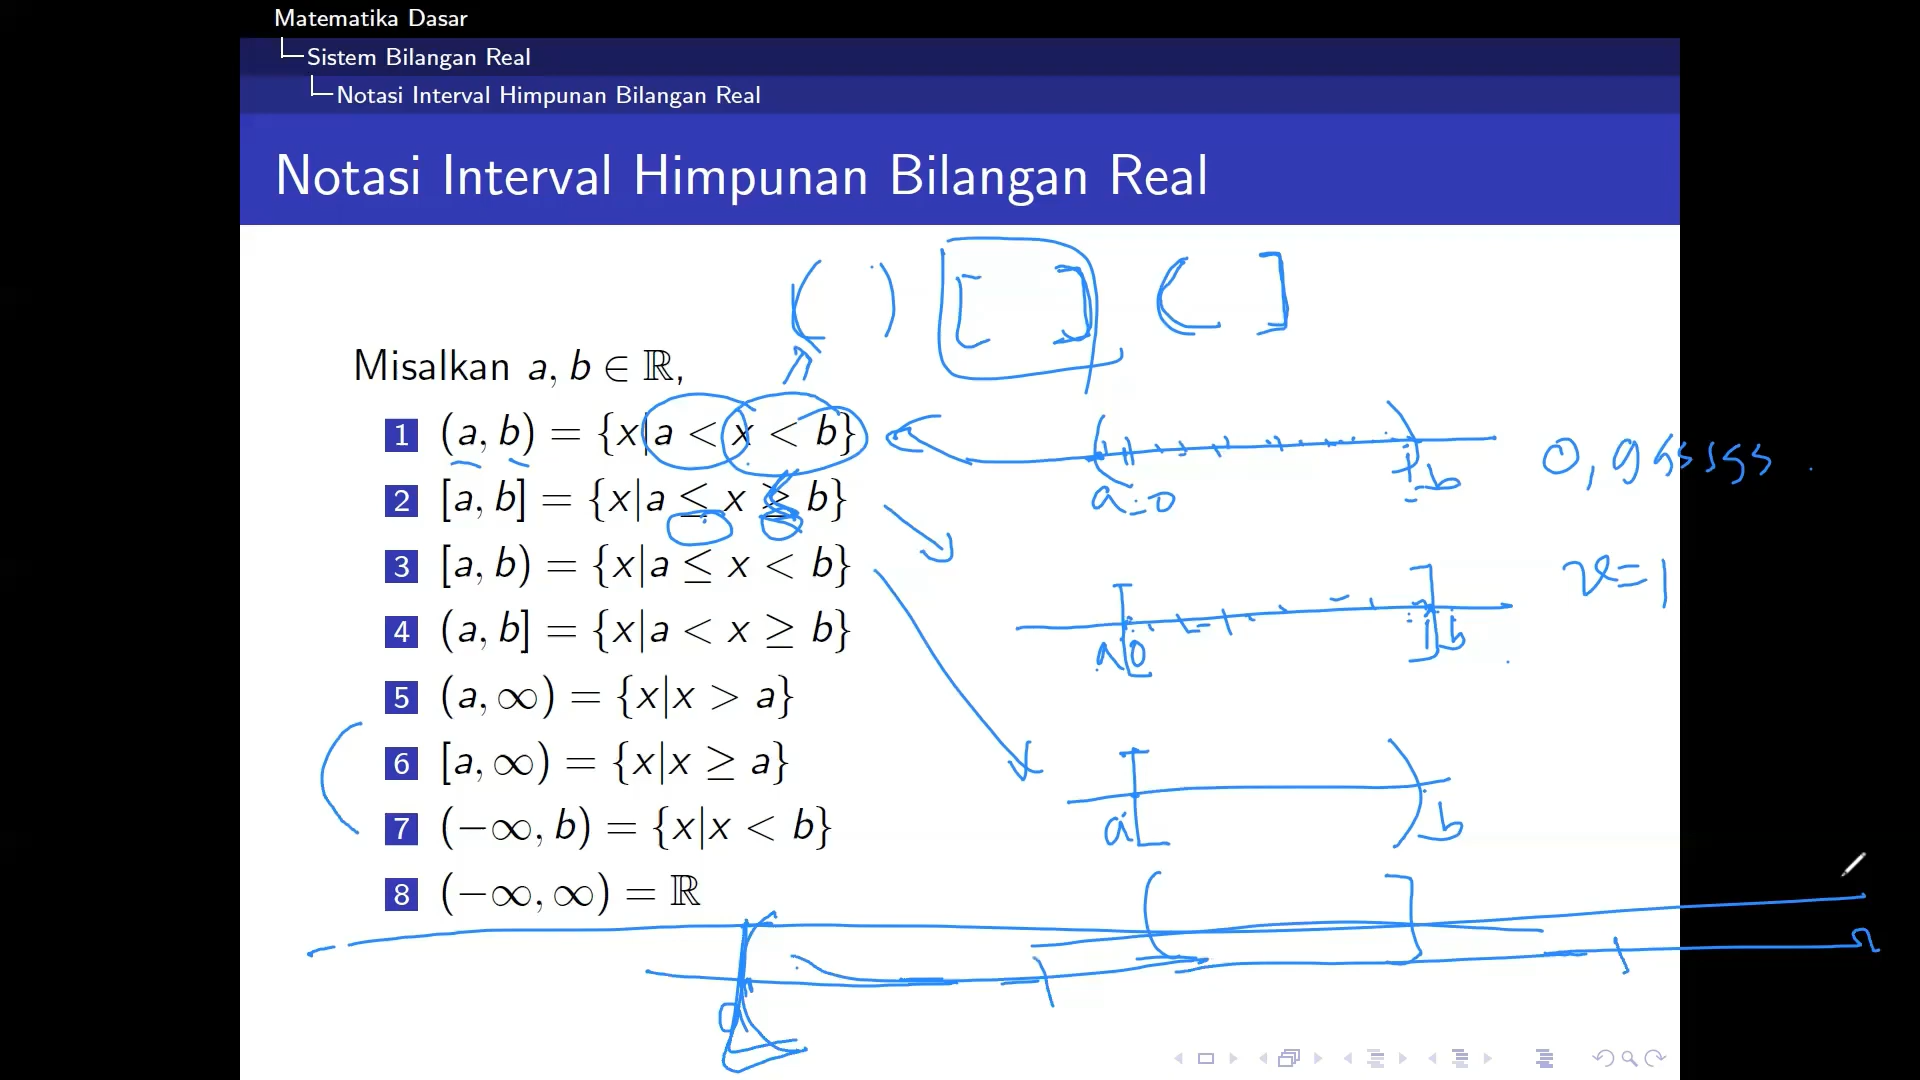 Matematika Dasar
Sistem Bilangan Real
Notasi Interval Himpunan Bilangan Real
Notasi Interval Himpunan Bilangan Real
( ) [ ] ( ]
Misalkan a, b ∈ ℝ,
1 (a, b) = {x|a < x < b}
2 [a, b] = {x|a ≤ x ≥ b}
3 [a, b) = {x|a ≤ x < b}
4 (a, b] = {x|a < x ≥ b}
5 (a, ∞) = {x|x > a}
6 [a, ∞) = {x|x ≥ a}
7 (−∞, b) = {x|x < b}
8 (−∞, ∞) = ℝ
a=0
b
a 0
1 b
a
b
a